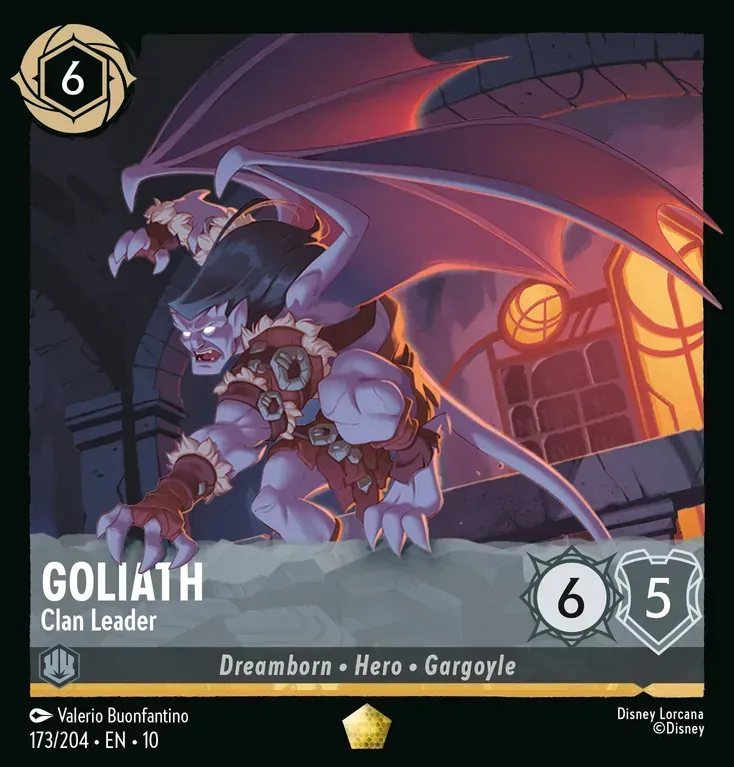 6
GOLIATH
Clan Leader
6 5
Dreamborn • Hero • Gargoyle
Valerio Buonfantino
173/204 • EN • 10
Disney Lorcana
©Disney